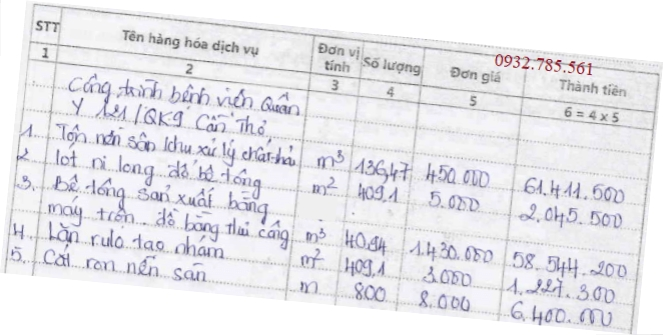 STT Tên hàng hóa dịch vụ Đơn vị tính Số lượng Đơn giá Thành tiền
0932.785.561
1 2 3 4 5 6 = 4 x 5
Công trình bệnh viện Quân
Y 121/QK9 Cần Thơ,
1. Tôn nền sân khu xử lý chất thải m³ 136,47 450.000 61.411.500
2 lót ni long đổ bê tông m² 409.1 5.000 2.045.500
3. Bê tông sản xuất bằng
máy trộn đổ bằng thủ công m³ 40.94 1.430.000 58.544.200
4. Lăn rulo tạo nhám m² 409,1 3.000 1.227.300
5. Cắt ron nền sân m 800 8.000 6.400.000